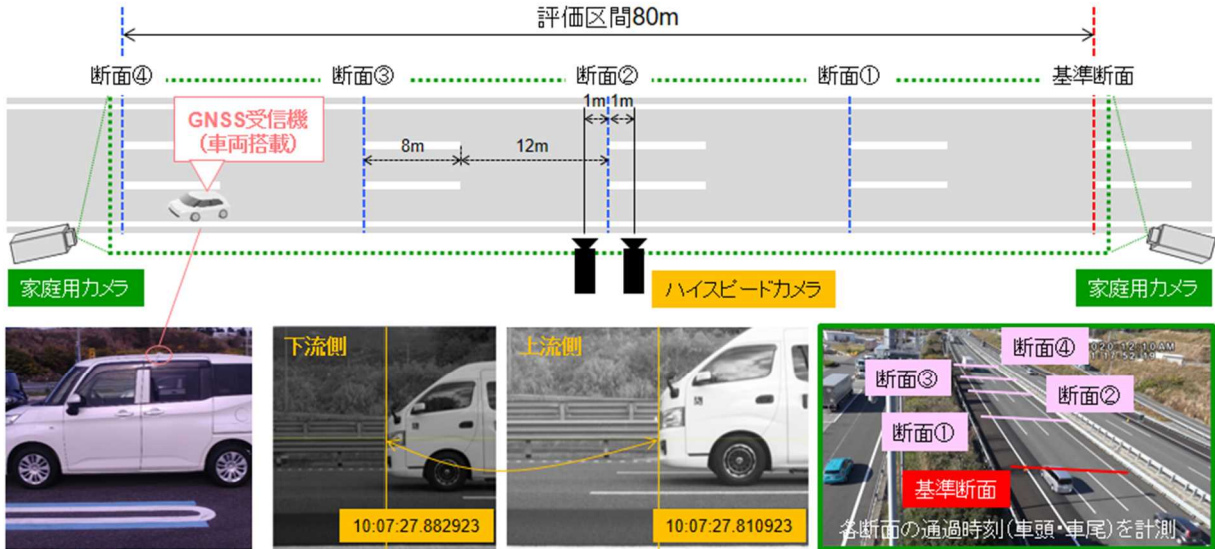 評価区間80m
断面④
断面③
断面②
断面①
基準断面
1m
1m
GNSS受信機
(車両搭載)
8m
12m
家庭用カメラ
ハイスピードカメラ
家庭用カメラ
下流側
上流側
10:07:27.882923
10:07:27.810923
断面④
断面③
断面②
断面①
基準断面
各断面の通過時刻(車頭・車尾)を計測